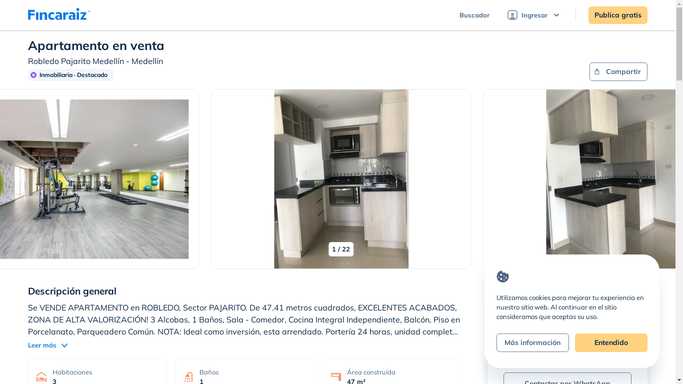 Fincaraiz
Buscador
Ingresar
Publica gratis
Apartamento en venta
Robledo Pajarito Medellín - Medellín
Inmobiliaria - Destacado
Compartir
1 / 22
Descripción general
Se VENDE APARTAMENTO en ROBLEDO, Sector PAJARITO. De 47.41 metros cuadrados, EXCELENTES ACABADOS,
ZONA DE ALTA VALORIZACIÓN! 3 Alcobas, 1 Baños, Sala - Comedor, Cocina Integral Independiente, Balcón, Piso en
Porcelanato, Parqueadero Común. NOTA: Ideal como inversión, esta arrendado. Portería 24 horas, unidad complet...
Leer más
Habitaciones
3
Baños
1
Área construida
47 m²
Utilizamos cookies para mejorar tu experiencia en
nuestro sitio web. Al continuar en el sitio
consideramos que aceptas su uso.
Más información
Entendido
Contactar por WhatsApp